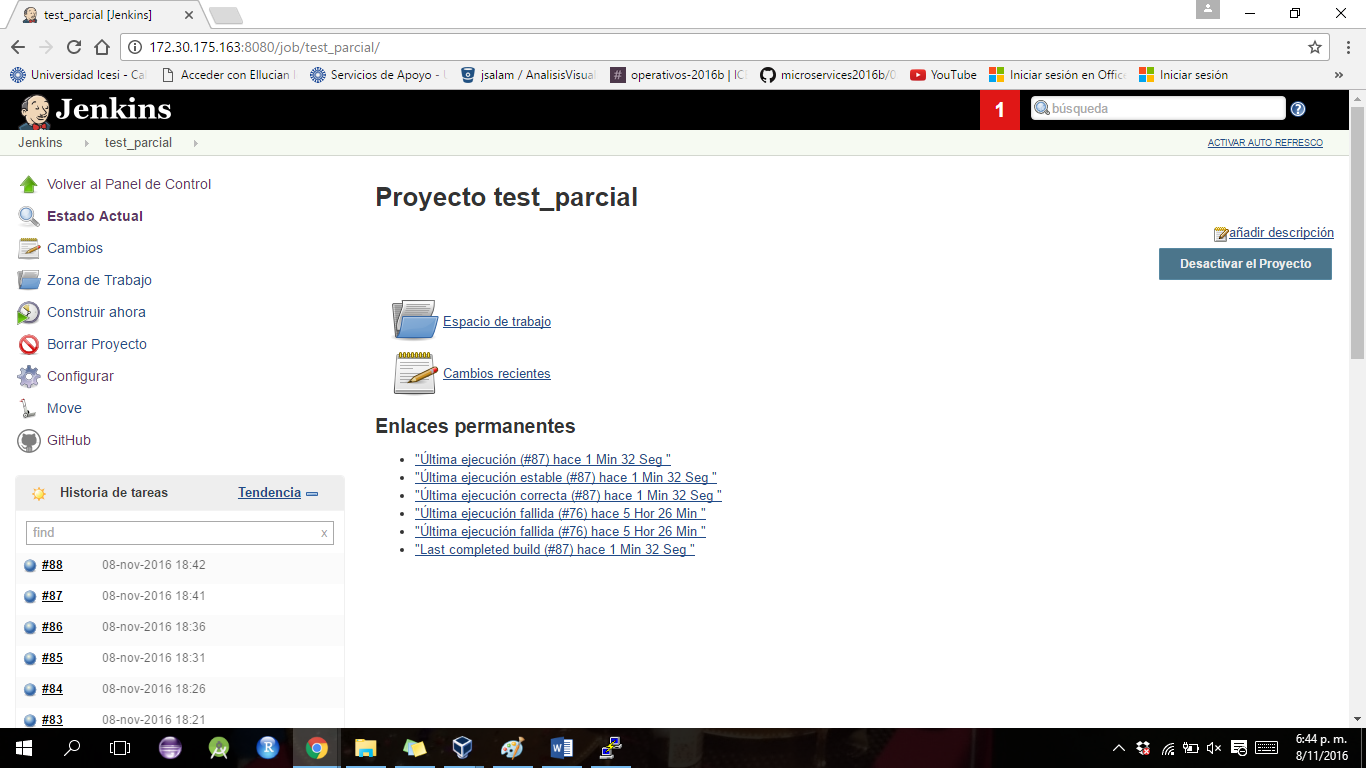 test_parcial [Jenkins]
172.30.175.163:8080/job/test_parcial/
Universidad Icesi - Ca Acceder con Ellucian Servicios de Apoyo - jsalam / AnalisisVisua operativos-2016b | IC microservices2016b/0 YouTube Iniciar sesión en Offic Iniciar sesión »
Jenkins 1 búsqueda ?
Jenkins test_parcial ACTIVAR AUTO REFRESCO
Volver al Panel de Control
Estado Actual
Cambios
Zona de Trabajo
Construir ahora
Borrar Proyecto
Configurar
Move
GitHub
Historia de tareas Tendencia
find x
#88 08-nov-2016 18:42
#87 08-nov-2016 18:41
#86 08-nov-2016 18:36
#85 08-nov-2016 18:31
#84 08-nov-2016 18:26
#83 08-nov-2016 18:21
Proyecto test_parcial
añadir descripción
Desactivar el Proyecto
Espacio de trabajo
Cambios recientes
Enlaces permanentes
"Última ejecución (#87) hace 1 Min 32 Seg "
"Última ejecución estable (#87) hace 1 Min 32 Seg "
"Última ejecución correcta (#87) hace 1 Min 32 Seg "
"Última ejecución fallida (#76) hace 5 Hor 26 Min "
"Última ejecución fallida (#76) hace 5 Hor 26 Min "
"Last completed build (#87) hace 1 Min 32 Seg "
6:44 p. m.
8/11/2016